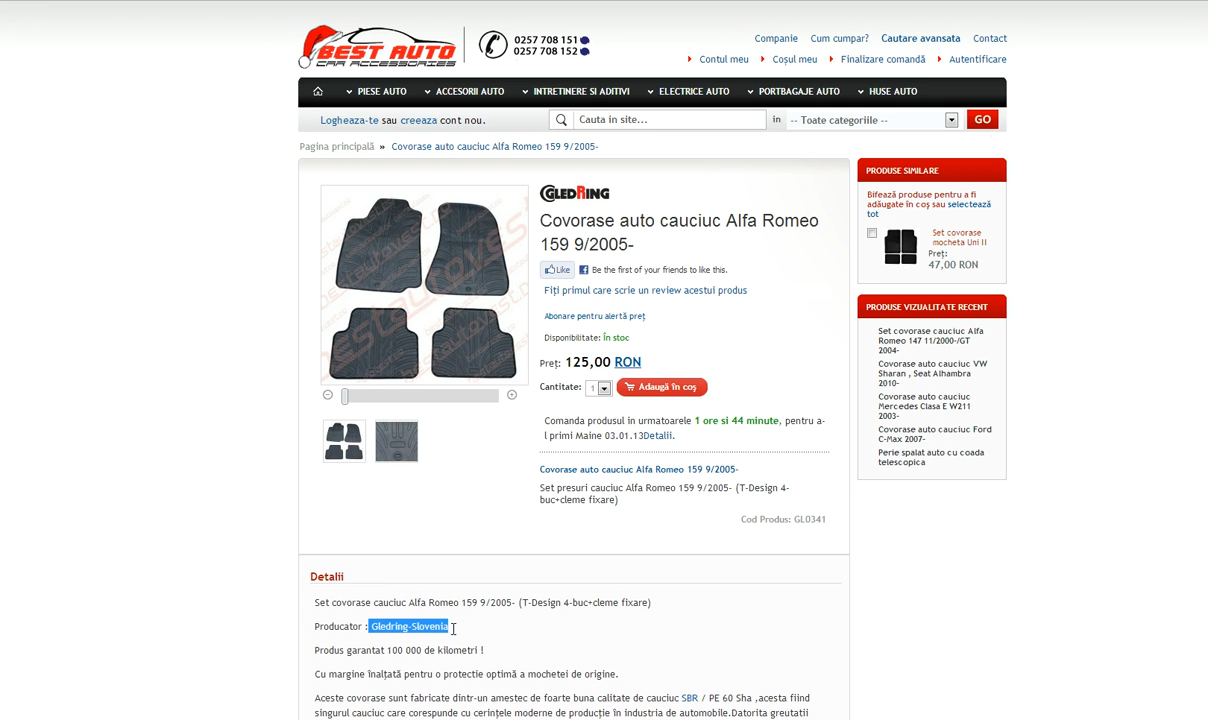 BEST AUTO
CAR ACCESSORIES
0257 708 151
0257 708 152
Companie Cum cumpar? Cautare avansata Contact
Contul meu Coșul meu Finalizare comandă Autentificare
PIESE AUTO ACCESORII AUTO INTRETINERE SI ADITIVI ELECTRICE AUTO PORTBAGAJE AUTO HUSE AUTO
Logheaza-te sau creeaza cont nou. Cauta in site... in -- Toate categoriile -- GO
Pagina principală » Covorase auto cauciuc Alfa Romeo 159 9/2005-
GLEDRING
Covorase auto cauciuc Alfa Romeo
159 9/2005-
Like Be the first of your friends to like this.
Fiți primul care scrie un review acestui produs
Abonare pentru alertă preț
Disponibilitate: În stoc
Preț: 125,00 RON
Cantitate: 1 Adaugă în coș
Comanda produsul in urmatoarele 1 ore si 44 minute, pentru a-
l primi Maine 03.01.13Detalii.
Covorase auto cauciuc Alfa Romeo 159 9/2005-
Set presuri cauciuc Alfa Romeo 159 9/2005- (T-Design 4-
buc+cleme fixare)
Cod Produs: GL0341
PRODUSE SIMILARE
Bifează produse pentru a fi
adăugate în coș sau selectează
tot
Set covorase
mocheta Uni II
Preț:
47,00 RON
PRODUSE VIZUALITATE RECENT
Set covorase cauciuc Alfa
Romeo 147 11/2000-/GT
2004-
Covorase auto cauciuc VW
Sharan , Seat Alhambra
2010-
Covorase auto cauciuc
Mercedes Clasa E W211
2003-
Covorase auto cauciuc Ford
C-Max 2007-
Perie spalat auto cu coada
telescopica
Detalii
Set covorase cauciuc Alfa Romeo 159 9/2005- (T-Design 4-buc+cleme fixare)
Producator : Gledring-Slovenia
Produs garantat 100 000 de kilometri !
Cu margine înalțată pentru o protectie optimă a mochetei de origine.
Aceste covorase sunt fabricate dintr-un amestec de foarte buna calitate de cauciuc SBR / PE 60 Sha ,acesta fiind
singurul cauciuc care corespunde cu cerințele moderne de producție în industria de automobile.Datorita greutatii